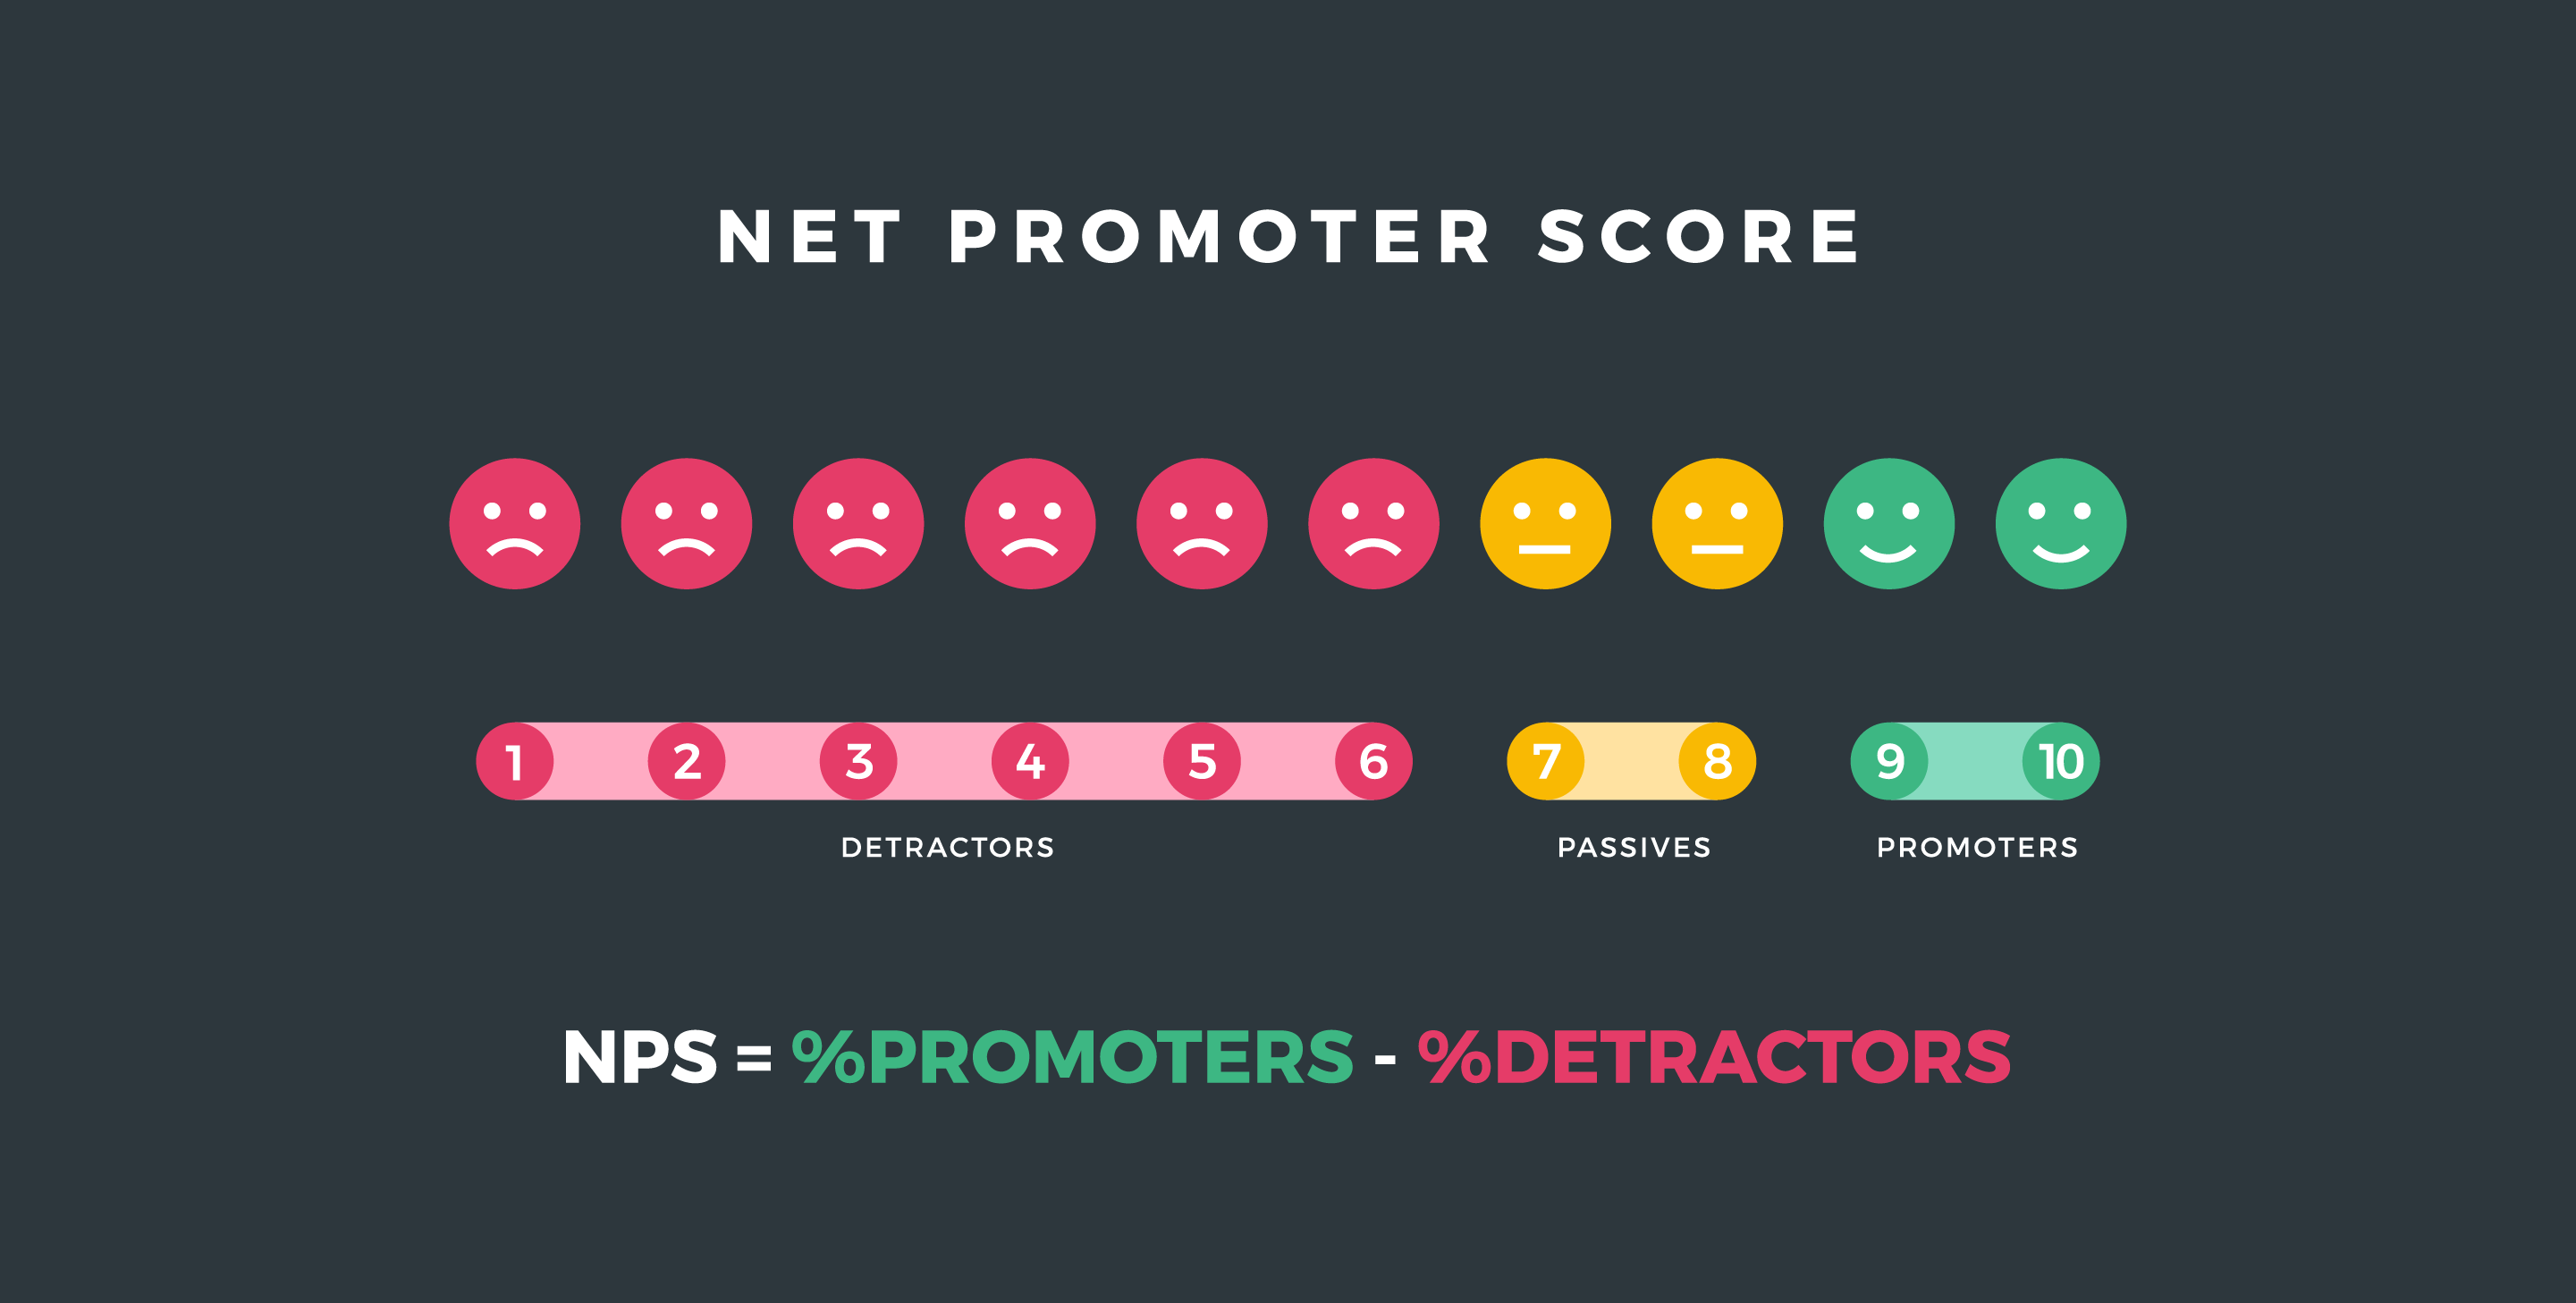 NET PROMOTER SCORE
1 2 3 4 5 6 7 8 9 10
DETRACTORS PASSIVES PROMOTERS
NPS = %PROMOTERS - %DETRACTORS